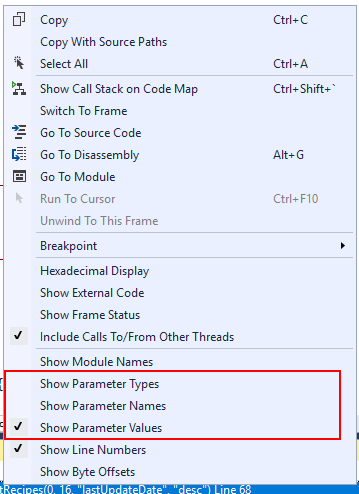 Copy Ctrl+C
Copy With Source Paths
Select All Ctrl+A
Show Call Stack on Code Map Ctrl+Shift+`
Switch To Frame
Go To Source Code
Go To Disassembly Alt+G
Go To Module
Run To Cursor Ctrl+F10
Unwind To This Frame
Breakpoint
Hexadecimal Display
Show External Code
Show Frame Status
Include Calls To/From Other Threads
Show Module Names
Show Parameter Types
Show Parameter Names
Show Parameter Values
Show Line Numbers
Show Byte Offsets
tRecipes(0, 16, "lastUpdateDate", "desc") Line 68